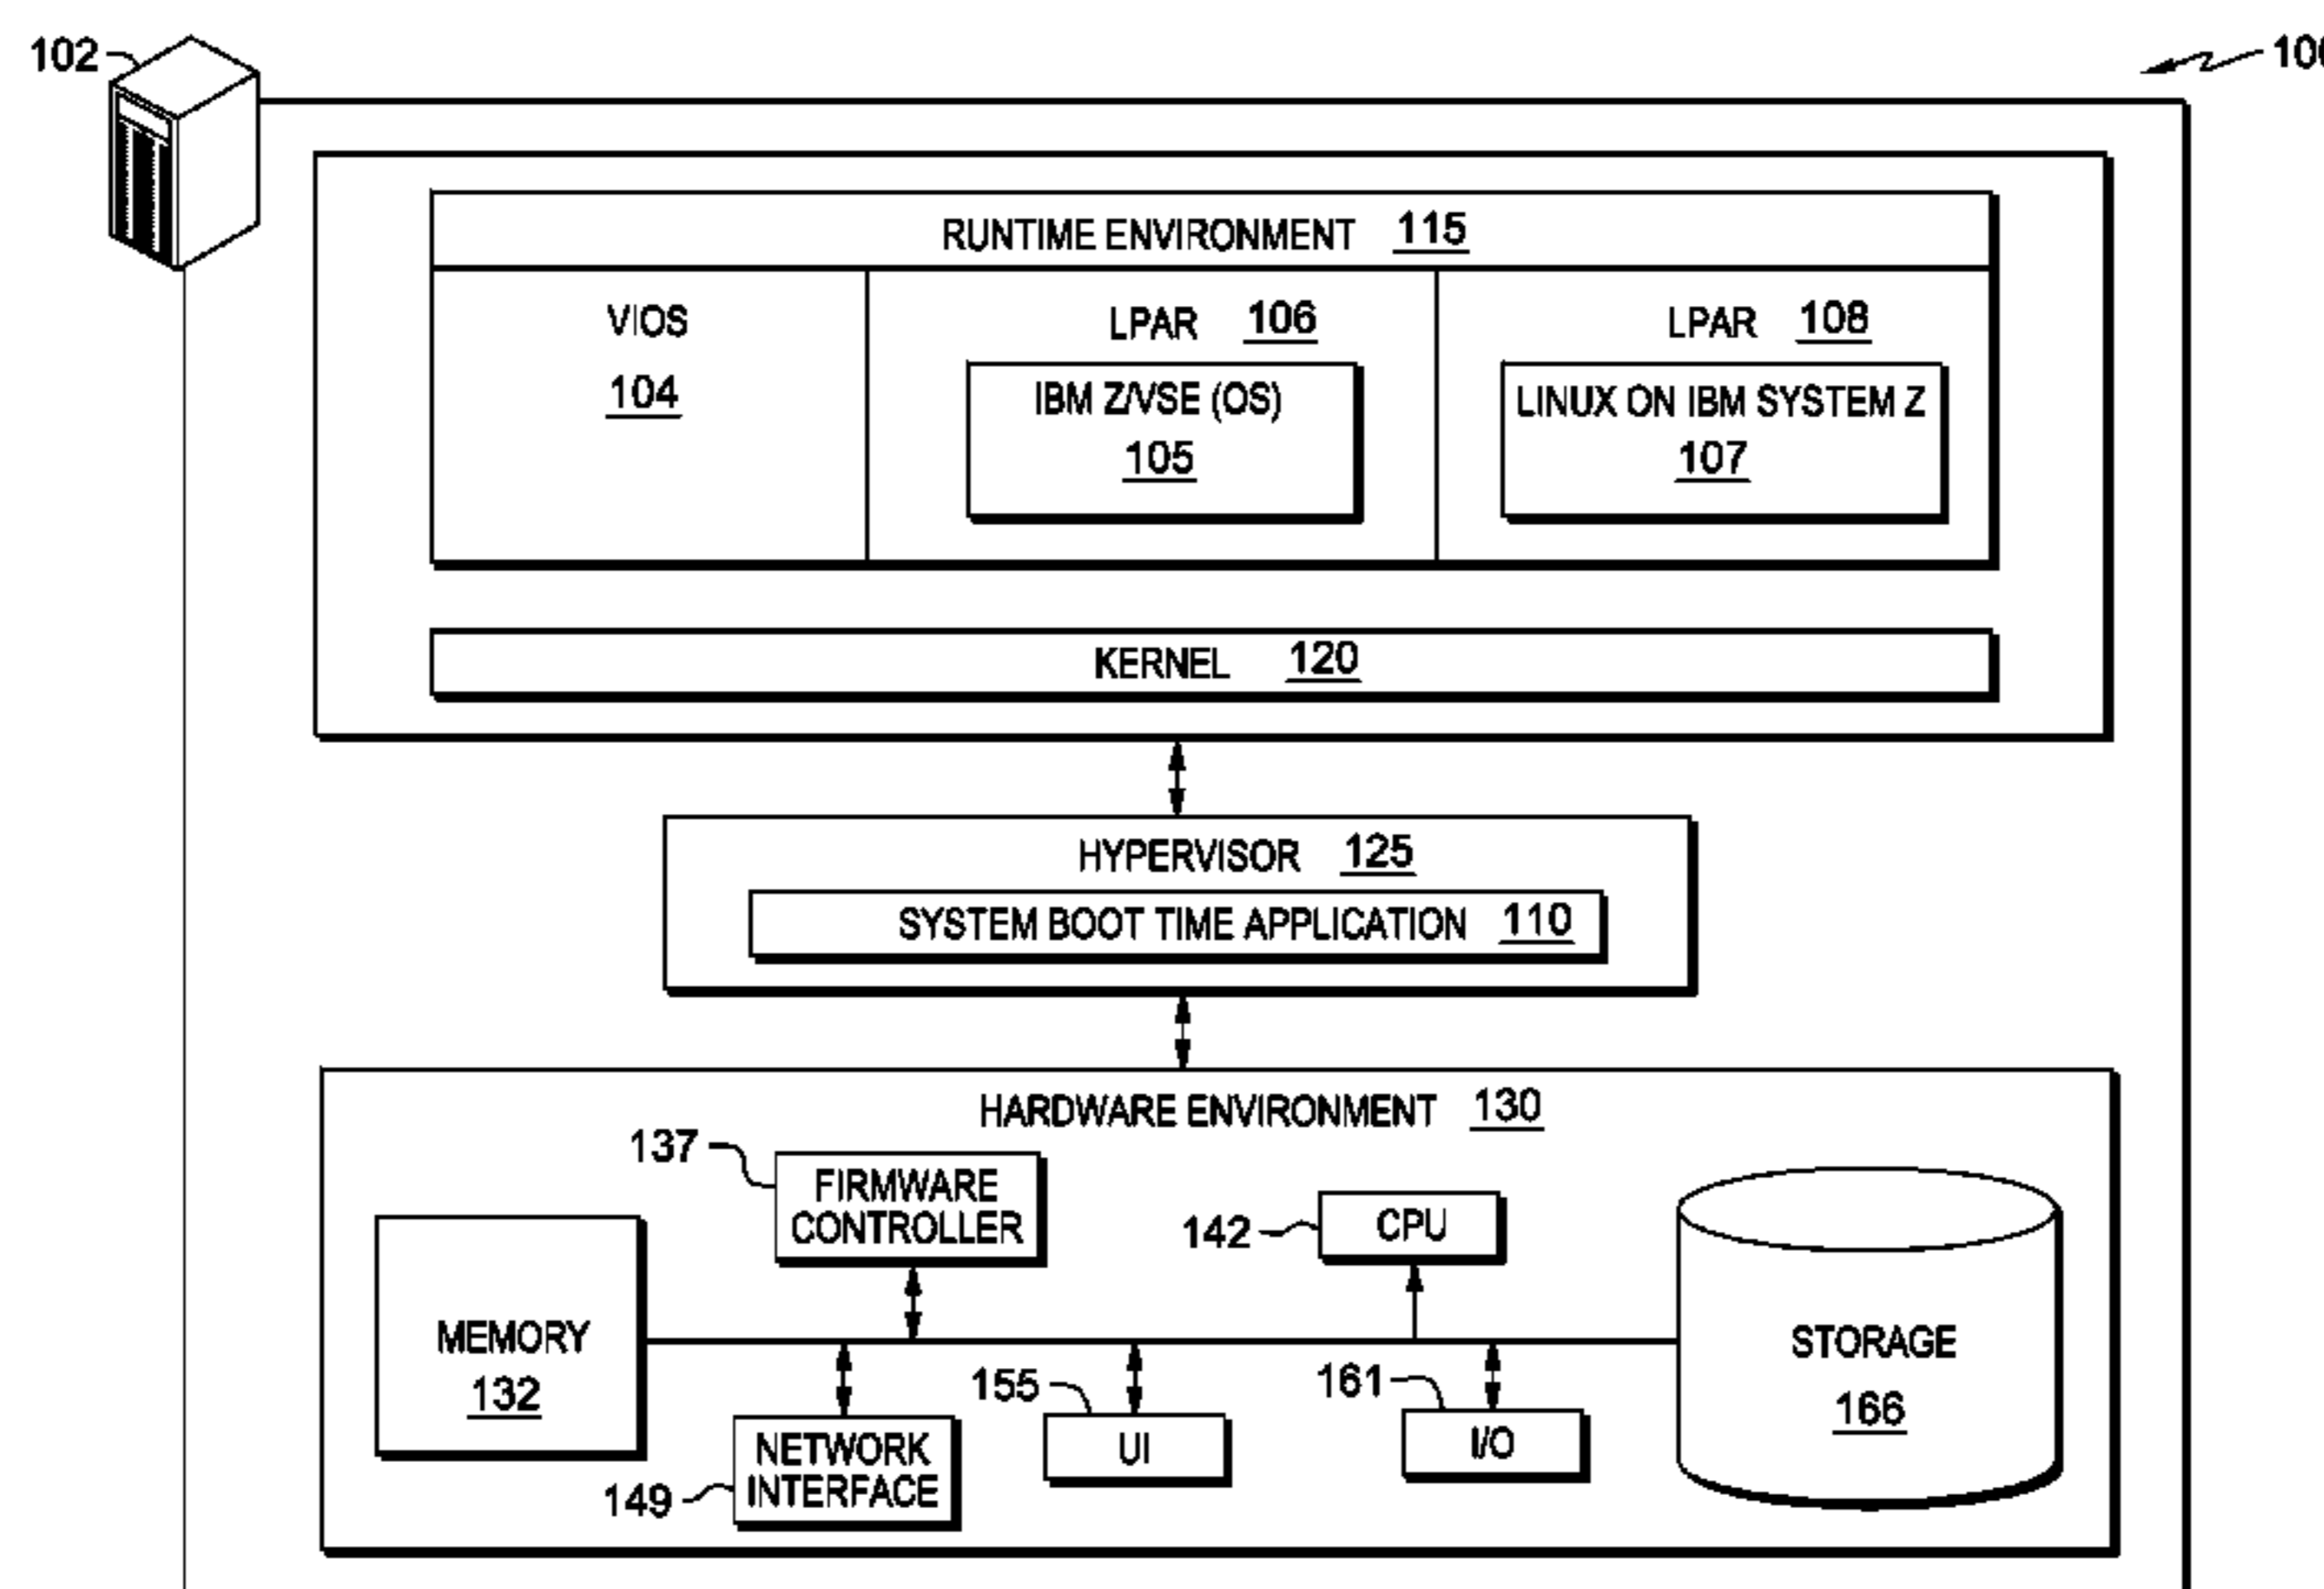 102
RUNTIME ENVIRONMENT 115
VIOS
104
LPAR 106
IBM Z/VSE (OS)
105
LPAR 108
LINUX ON IBM SYSTEM Z
107
KERNEL 120
HYPERVISOR 125
SYSTEM BOOT TIME APPLICATION 110
HARDWARE ENVIRONMENT 130
137
FIRMWARE
CONTROLLER
142
CPU
MEMORY
132
STORAGE
166
149
NETWORK
INTERFACE
155
UI
161
I/O